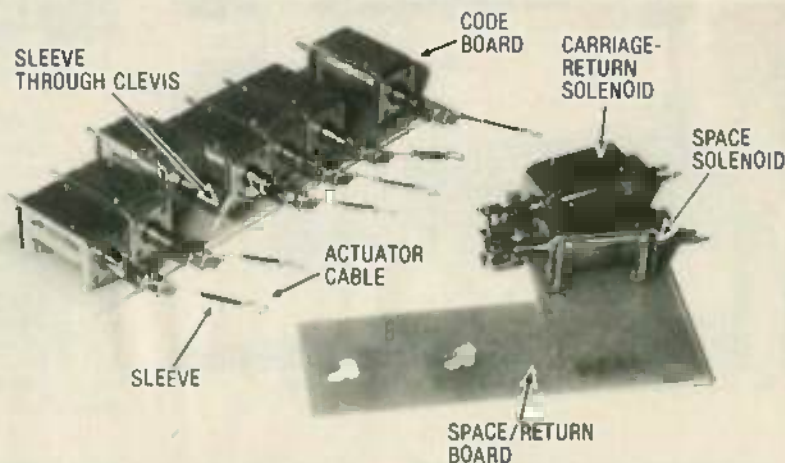 CODE
BOARD
SLEEVE
THROUGH CLEVIS
CARRIAGE-
RETURN
SOLENOID
SPACE
SOLENOID
ACTUATOR
CABLE
SLEEVE
SPACE/RETURN
BOARD